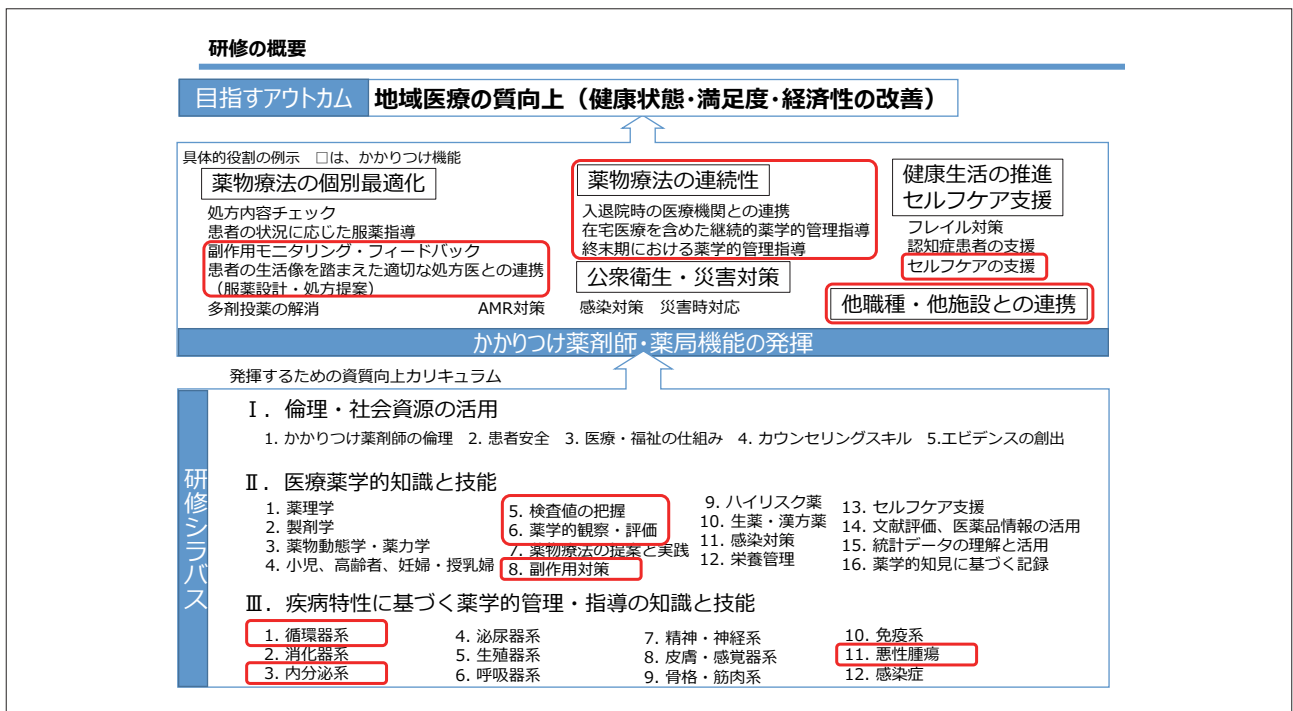 研修の概要
目指すアウトカム
地域医療の質向上（健康状態・満足度・経済性の改善）
具体的役割の例示　□は、かかりつけ機能
薬物療法の個別最適化
処方内容チェック
患者の状況に応じた服薬指導
副作用モニタリング・フィードバック
患者の生活像を踏まえた適切な処方医との連携
（服薬設計・処方提案）
多剤投薬の解消
AMR対策
薬物療法の連続性
入退院時の医療機関との連携
在宅医療を含めた継続的薬学的管理指導
終末期における薬学的管理指導
公衆衛生・災害対策
感染対策　災害時対応
健康生活の推進
セルフケア支援
フレイル対策
認知症患者の支援
セルフケアの支援
他職種・他施設との連携
かかりつけ薬剤師・薬局機能の発揮
発揮するための資質向上カリキュラム
研修シラバス
Ⅰ．倫理・社会資源の活用
1. かかりつけ薬剤師の倫理　2. 患者安全　3. 医療・福祉の仕組み　4. カウンセリングスキル　5.エビデンスの創出
Ⅱ．医療薬学的知識と技能
1. 薬理学
2. 製剤学
3. 薬物動態学・薬力学
4. 小児、高齢者、妊婦・授乳婦
5. 検査値の把握
6. 薬学的観察・評価
7. 薬物療法の提案と実践
8. 副作用対策
9. ハイリスク薬
10. 生薬・漢方薬
11. 感染対策
12. 栄養管理
13. セルフケア支援
14. 文献評価、医薬品情報の活用
15. 統計データの理解と活用
16. 薬学的知見に基づく記録
Ⅲ．疾病特性に基づく薬学的管理・指導の知識と技能
1. 循環器系
2. 消化器系
3. 内分泌系
4. 泌尿器系
5. 生殖器系
6. 呼吸器系
7. 精神・神経系
8. 皮膚・感覚器系
9. 骨格・筋肉系
10. 免疫系
11. 悪性腫瘍
12. 感染症